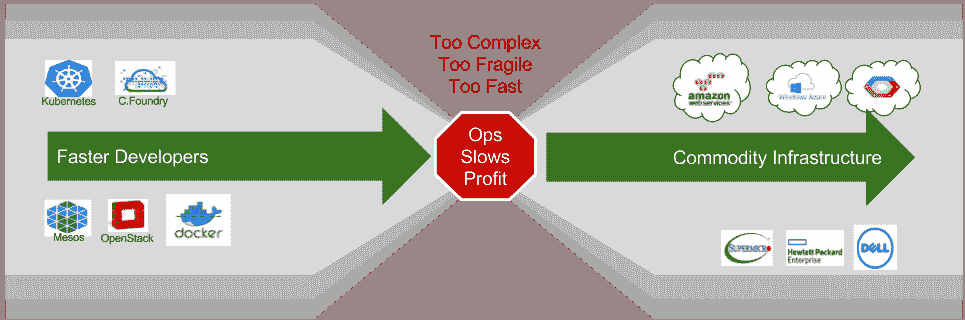 Too Complex
Too Fragile
Too Fast
Kubernetes
C.Foundry
amazon
webservices
Windows Azure
Faster Developers
Ops
Slows
Profit
Commodity Infrastructure
Mesos
OpenStack
docker
SUPERMICRO
Hewlett Packard
Enterprise
DELL